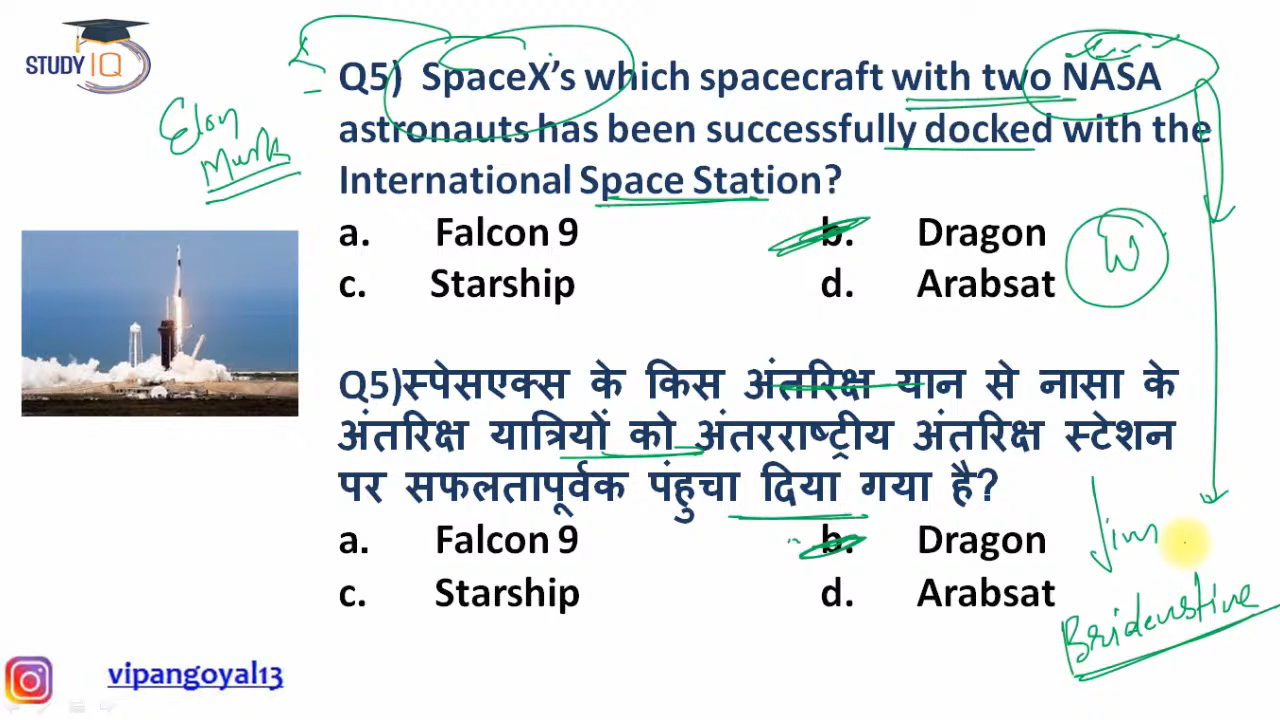 STUDY IQ
Q5) SpaceX's which spacecraft with two NASA
astronauts has been successfully docked with the
International Space Station?
a. Falcon 9 b. Dragon
c. Starship d. Arabsat
Elon
Musk
W
Q5)स्पेसएक्स के किस अंतरिक्ष यान से नासा के
अंतरिक्ष यात्रियों को अंतरराष्ट्रीय अंतरिक्ष स्टेशन
पर सफलतापूर्वक पंहुचा दिया गया है?
a. Falcon 9 b. Dragon
c. Starship d. Arabsat
Jim
Bridenstine
vipangoyal13